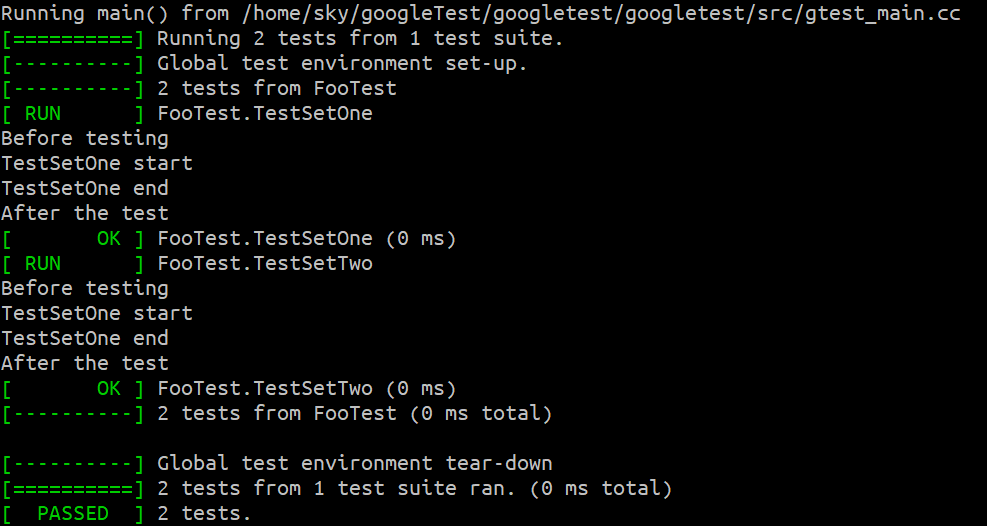 Running main() from /home/sky/googleTest/googletest/googletest/src/gtest_main.cc
[==========] Running 2 tests from 1 test suite.
[----------] Global test environment set-up.
[----------] 2 tests from FooTest
[ RUN      ] FooTest.TestSetOne
Before testing
TestSetOne start
TestSetOne end
After the test
[       OK ] FooTest.TestSetOne (0 ms)
[ RUN      ] FooTest.TestSetTwo
Before testing
TestSetOne start
TestSetOne end
After the test
[       OK ] FooTest.TestSetTwo (0 ms)
[----------] 2 tests from FooTest (0 ms total)
[----------] Global test environment tear-down
[==========] 2 tests from 1 test suite ran. (0 ms total)
[  PASSED  ] 2 tests.